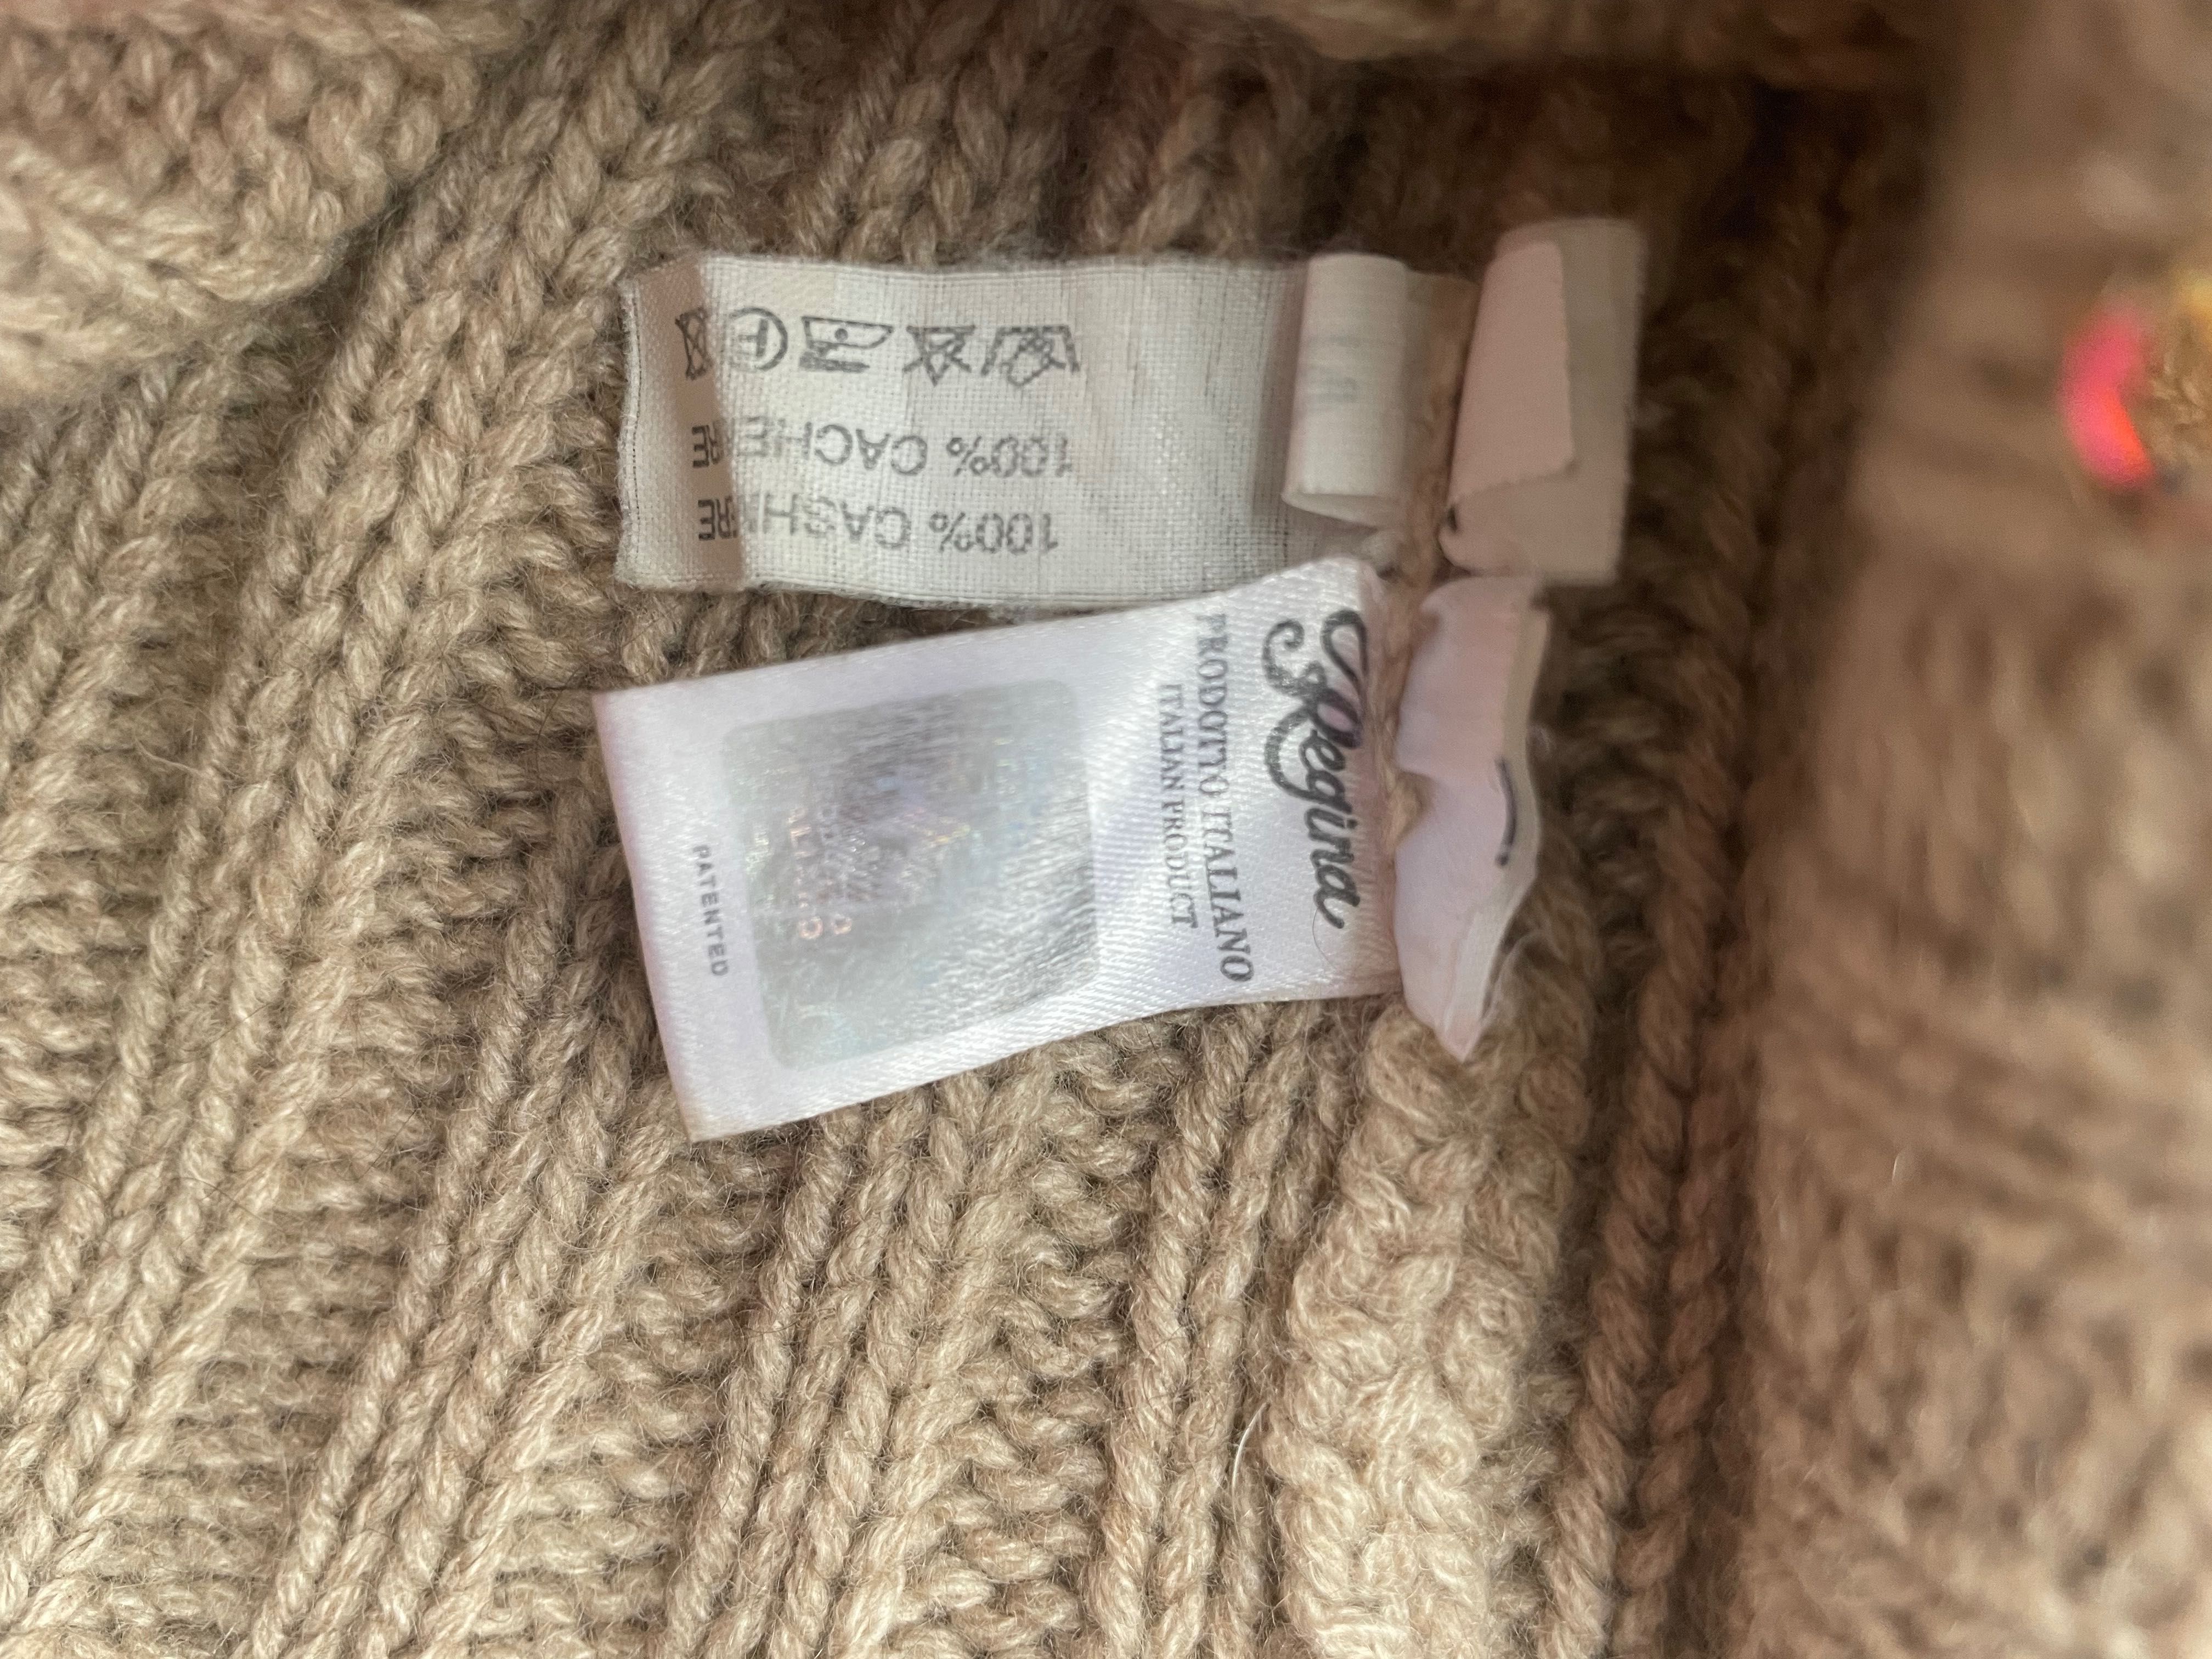 100% CASHMERE
100% CACHEMIRE
Regina
PRODOTTO ITALIANO
ITALIAN PRODUCT
PATENTED